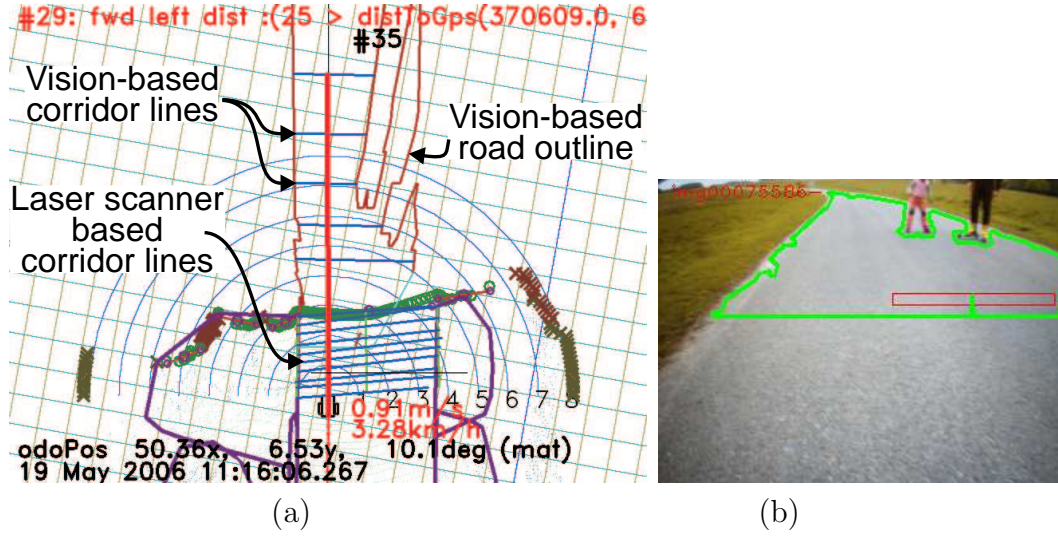 #29: fwd left dist :(25 > distToGps(370609.0, 6
#35
Vision-based
corridor lines
Vision-based
road outline
Laser scanner
based
corridor lines
1 2 3 4 5 6 7 8
0.91m/s
3.28km/h
odoPos 50.36x, 6.53y, 10.1deg (mat)
19 May 2006 11:16:06.267
img00075586-
(a)
(b)